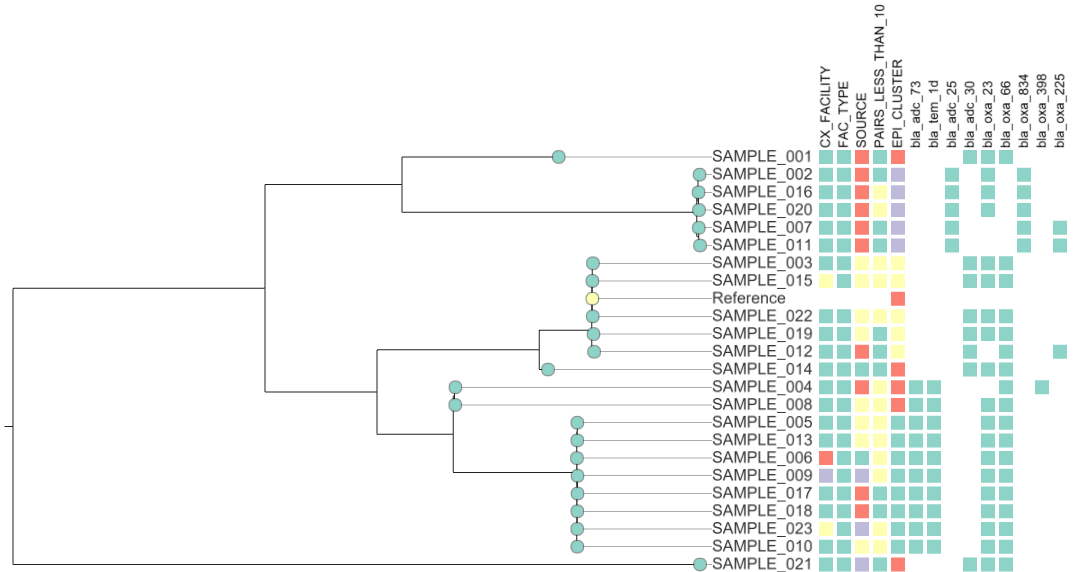 CX_FACILITY
FAC_TYPE
SOURCE
PAIRS_LESS_THAN_10
EPI_CLUSTER
bla_adc_73
bla_tem_1d
bla_adc_25
bla_adc_30
bla_oxa_23
bla_oxa_66
bla_oxa_834
bla_oxa_398
bla_oxa_225
SAMPLE_001
SAMPLE_002
SAMPLE_016
SAMPLE_020
SAMPLE_007
SAMPLE_011
SAMPLE_003
SAMPLE_015
Reference
SAMPLE_022
SAMPLE_019
SAMPLE_012
SAMPLE_014
SAMPLE_004
SAMPLE_008
SAMPLE_005
SAMPLE_013
SAMPLE_006
SAMPLE_009
SAMPLE_017
SAMPLE_018
SAMPLE_023
SAMPLE_010
SAMPLE_021